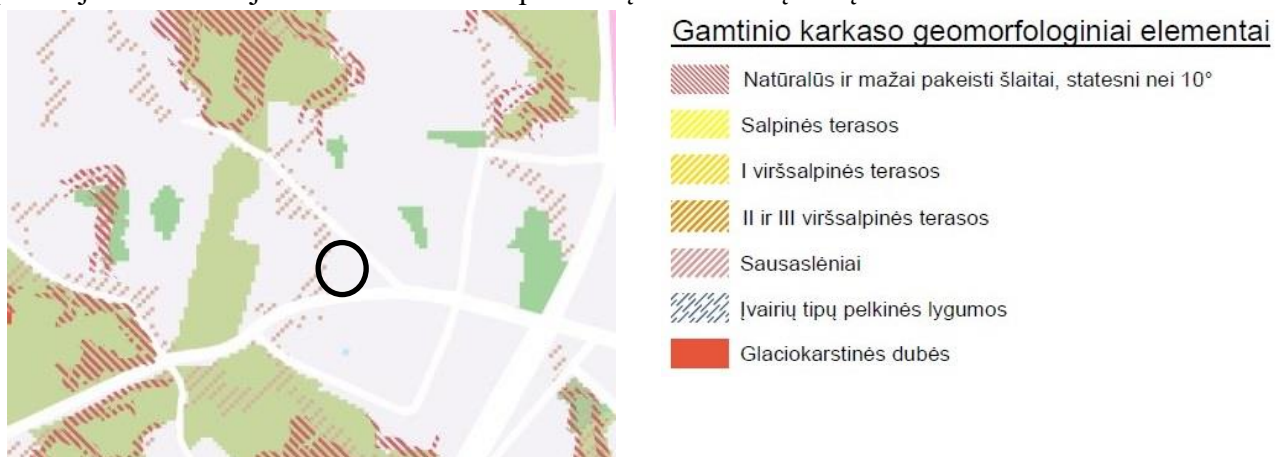 Gamtinio karkaso geomorfologiniai elementai
Natūralūs ir mažai pakeisti šlaitai, statesni nei 10°
Salpinės terasos
I viršsalpinės terasos
II ir III viršsalpinės terasos
Sausaslėniai
Įvairių tipų pelkinės lygumos
Glaciokarstinės dubės